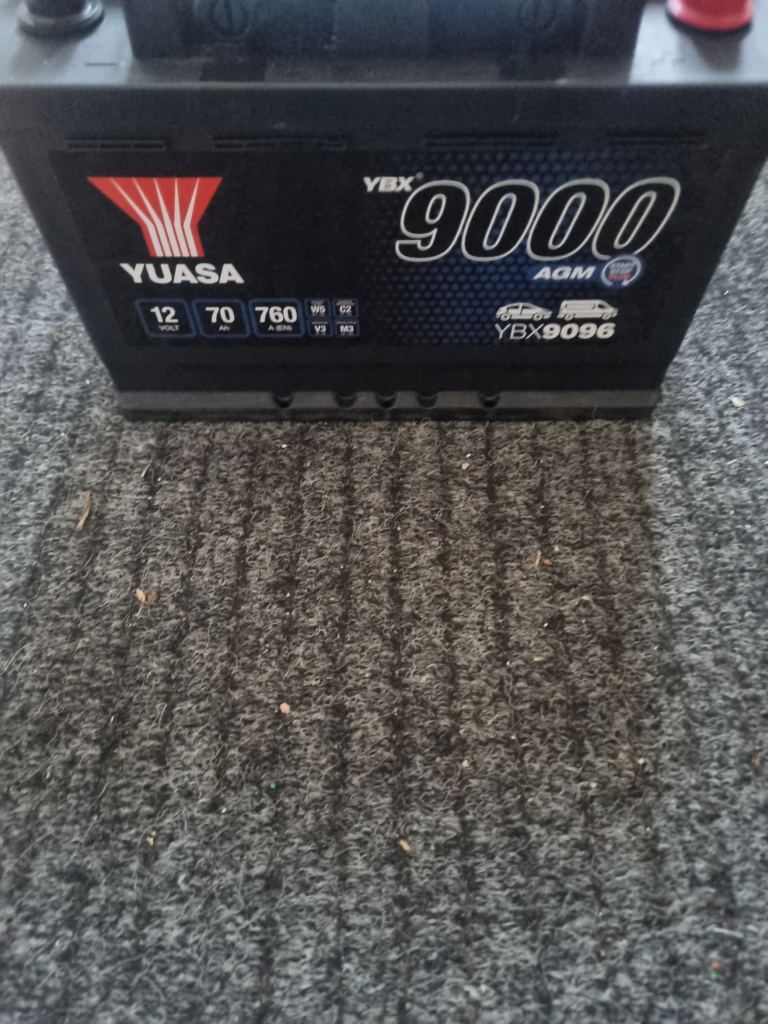 YBX® 9000
YUASA
AGM
12 VOLT 70 Ah 760 A (EN) W5 C2 V3 M3
YBX9096